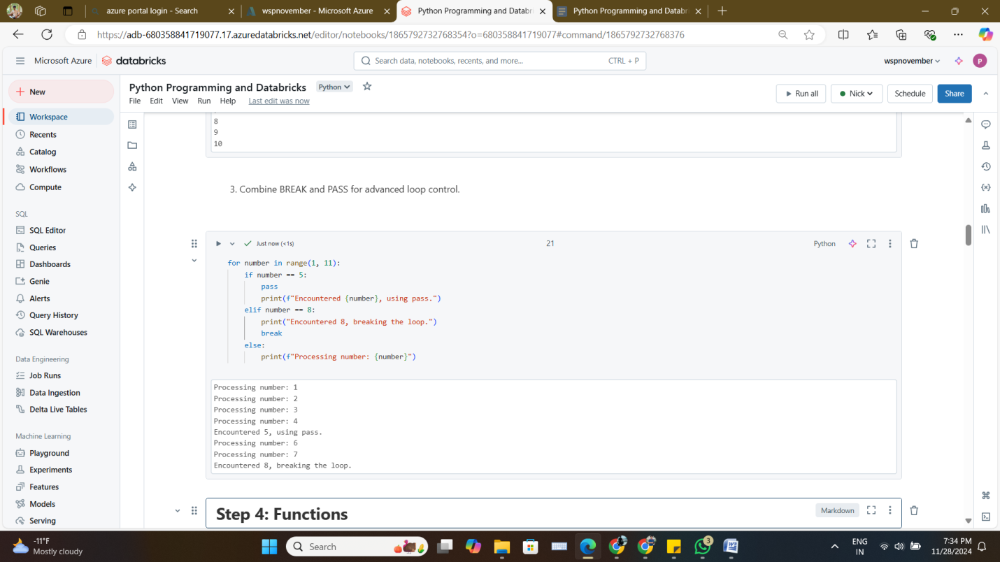 azure portal login - Search
wspnovember - Microsoft Azure
Python Programming and Databr
Python Programming and Datab
https://adb-680358841719077.17.azuredatabricks.net/editor/notebooks/1865792732768354?o=680358841719077#command/1865792732768376
Microsoft Azure
databricks
Search data, notebooks, recents, and more...
CTRL + P
wspnovember
P
New
Workspace
Recents
Catalog
Workflows
Compute
SQL
SQL Editor
Queries
Dashboards
Genie
Alerts
Query History
SQL Warehouses
Data Engineering
Job Runs
Data Ingestion
Delta Live Tables
Machine Learning
Playground
Experiments
Features
Models
Serving
Python Programming and Databricks
Python
File Edit View Run Help Last edit was now
Run all
Nick
Schedule
Share
8
9
10
3. Combine BREAK and PASS for advanced loop control.
Just now (<1s)
21
Python
for number in range(1, 11):
if number == 5:
pass
print(f"Encountered {number}, using pass.")
elif number == 8:
print("Encountered 8, breaking the loop.")
break
else:
print(f"Processing number: {number}")
Processing number: 1
Processing number: 2
Processing number: 3
Processing number: 4
Encountered 5, using pass.
Processing number: 6
Processing number: 7
Encountered 8, breaking the loop.
Step 4: Functions
Markdown
-11°F
Mostly cloudy
Search
3
ENG
IN
7:34 PM
11/28/2024